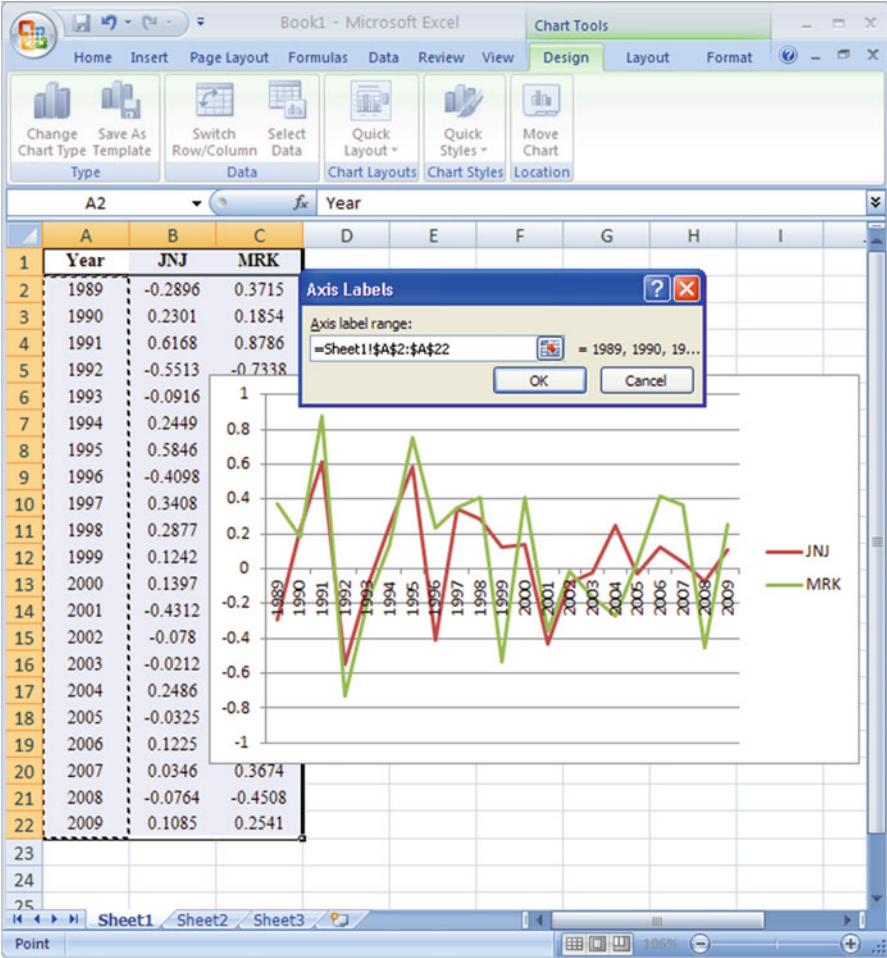 Book1 - Microsoft Excel
Chart Tools
Home Insert Page Layout Formulas Data Review View Design Layout Format
Change Chart Type
Save As Template
Switch Row/Column
Select Data
Quick Layout
Quick Styles
Move Chart
Type Data Chart Layouts Chart Styles Location
A2 fx Year
A B C D E F G H I
1 Year JNJ MRK
2 1989 -0.2896 0.3715
3 1990 0.2301 0.1854
4 1991 0.6168 0.8786
5 1992 -0.5513 -0.7338
6 1993 -0.0916
7 1994 0.2449
8 1995 0.5846
9 1996 -0.4098
10 1997 0.3408
11 1998 0.2877
12 1999 0.1242
13 2000 0.1397
14 2001 -0.4312
15 2002 -0.078
16 2003 -0.0212
17 2004 0.2486
18 2005 -0.0325
19 2006 0.1225
20 2007 0.0346 0.3674
21 2008 -0.0764 -0.4508
22 2009 0.1085 0.2541
23
24
25
Axis Labels
Axis label range:
=Sheet1!$A$2:$A$22 = 1989, 1990, 19...
OK Cancel
1
0.8
0.6
0.4
0.2
0
-0.2
-0.4
-0.6
-0.8
-1
1989 1990 1991 1992 1993 1994 1995 1996 1997 1998 1999 2000 2001 2002 2003 2004 2005 2006 2007 2008 2009
JNJ
MRK
Sheet1 Sheet2 Sheet3
Point 106%